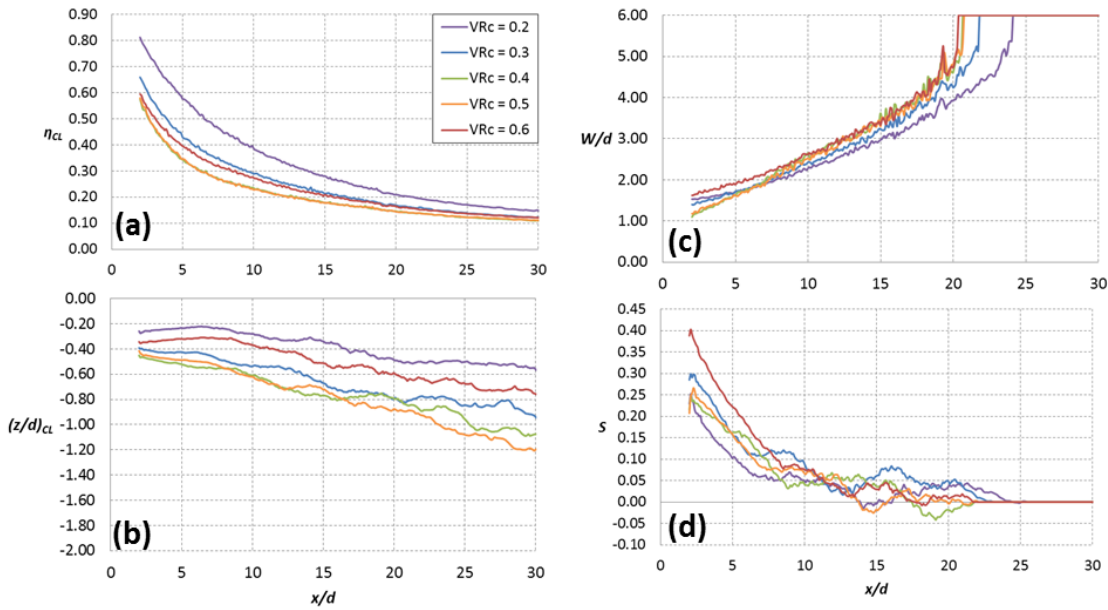 (a)
0.90
0.80
0.70
0.60
0.50
0.40
0.30
0.20
0.10
0.00
ηCL
VRc = 0.2
VRc = 0.3
VRc = 0.4
VRc = 0.5
VRc = 0.6
0 5 10 15 20 25 30
(b)
0.00
-0.20
-0.40
-0.60
-0.80
-1.00
-1.20
-1.40
-1.60
-1.80
-2.00
(z/d)CL
0 5 10 15 20 25 30
x/d
(c)
6.00
5.00
4.00
3.00
2.00
1.00
0.00
W/d
0 5 10 15 20 25 30
(d)
0.45
0.40
0.35
0.30
0.25
0.20
0.15
0.10
0.05
0.00
-0.05
-0.10
S
0 5 10 15 20 25 30
x/d